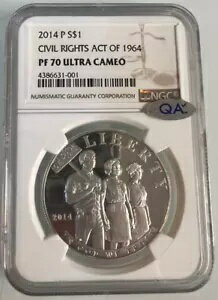 2014 P S$1
CIVIL RIGHTS ACT OF 1964
PF 70 ULTRA CAMEO
4386631-001
NUMISMATIC GUARANTY CORPORATION
NGC
QA
LIBERTY
2014